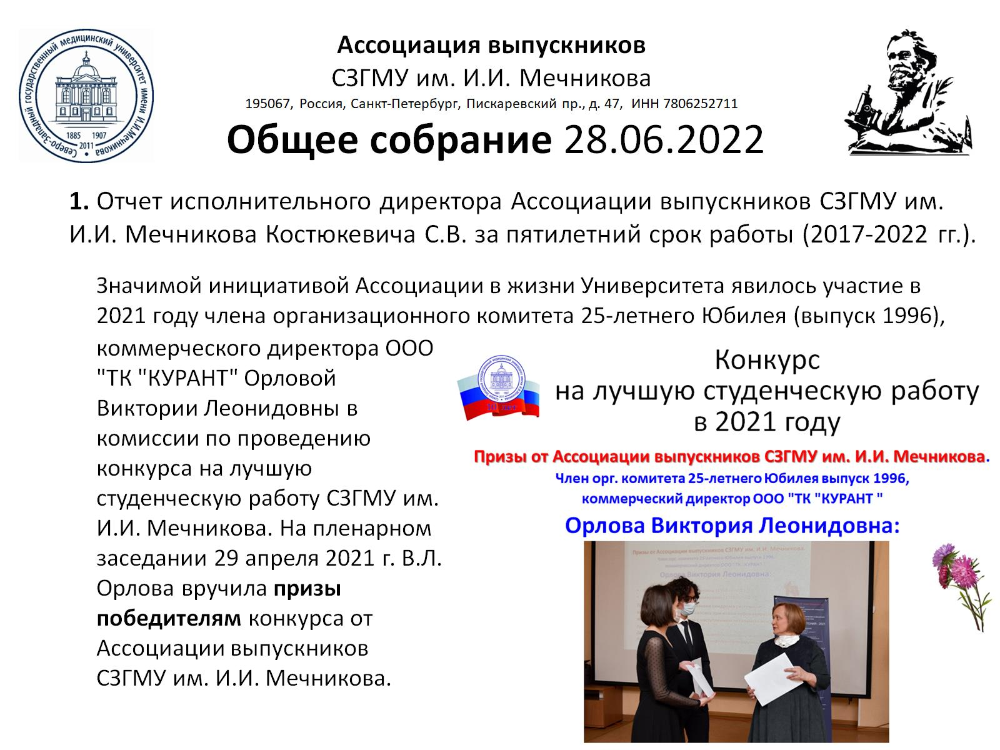 Северо-Западный государственный медицинский университет имени И.И.Мечникова
1885 1907
2011
Ассоциация выпускников
СЗГМУ им. И.И. Мечникова
195067, Россия, Санкт-Петербург, Пискаревский пр., д. 47, ИНН 7806252711
Общее собрание 28.06.2022
1. Отчет исполнительного директора Ассоциации выпускников СЗГМУ им.
И.И. Мечникова Костюкевича С.В. за пятилетний срок работы (2017-2022 гг.).
Значимой инициативой Ассоциации в жизни Университета явилось участие в
2021 году члена организационного комитета 25-летнего Юбилея (выпуск 1996),
коммерческого директора ООО
"ТК "КУРАНТ" Орловой
Виктории Леонидовны в
комиссии по проведению
конкурса на лучшую
студенческую работу СЗГМУ им.
И.И. Мечникова. На пленарном
заседании 29 апреля 2021 г. В.Л.
Орлова вручила призы
победителям конкурса от
Ассоциации выпускников
СЗГМУ им. И.И. Мечникова.
10 лет
Конкурс
на лучшую студенческую работу
в 2021 году
Призы от Ассоциации выпускников СЗГМУ им. И.И. Мечникова.
Член орг. комитета 25-летнего Юбилея выпуск 1996,
коммерческий директор ООО "ТК "КУРАНТ "
Орлова Виктория Леонидовна:
Призы от Ассоциации выпускников СЗГМУ им. И.И. Мечникова.
Член орг. комитета 25-летнего Юбилея выпуск 1996,
коммерческий директор ООО "ТК "КУРАНТ "
Орлова Виктория Леонидовна: